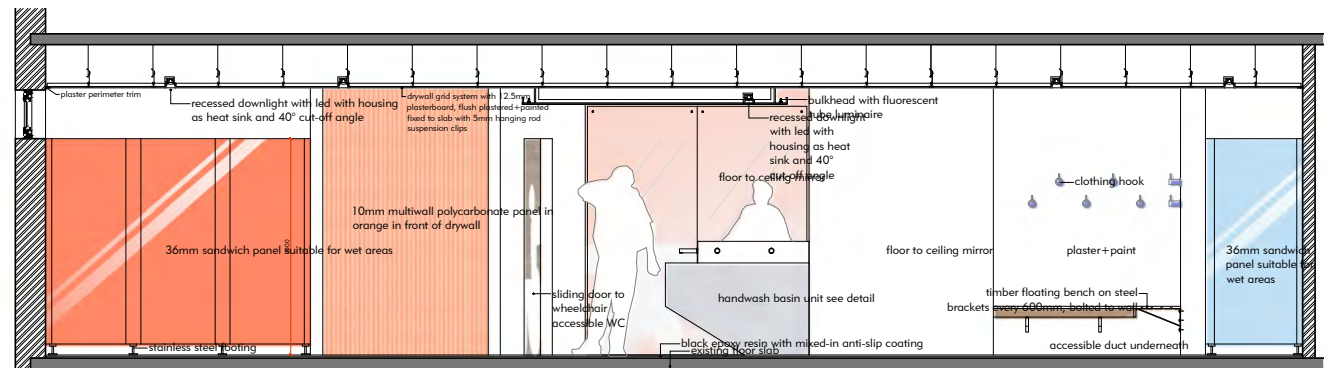 plaster perimeter trim
recessed downlight with led with housing
as heat sink and 40° cut-off angle
drywall grid system with 12.5mm
plasterboard, flush plastered+painted
fixed to slab with 5mm hanging rod
suspension clips
bulkhead with fluorescent
tube luminaire
recessed downlight
with led with
housing as heat
sink and 40°
cut-off angle
floor to ceiling mirror
clothing hook
10mm multiwall polycarbonate panel in
orange in front of drywall
36mm sandwich panel suitable for wet areas
floor to ceiling mirror
plaster+paint
36mm sandwich
panel suitable for
wet areas
sliding door to
wheelchair
accessible WC
handwash basin unit see detail
timber floating bench on steel
brackets every 600mm, bolted to wall
stainless steel footing
black epoxy resin with mixed-in anti-slip coating
existing floor slab
accessible duct underneath